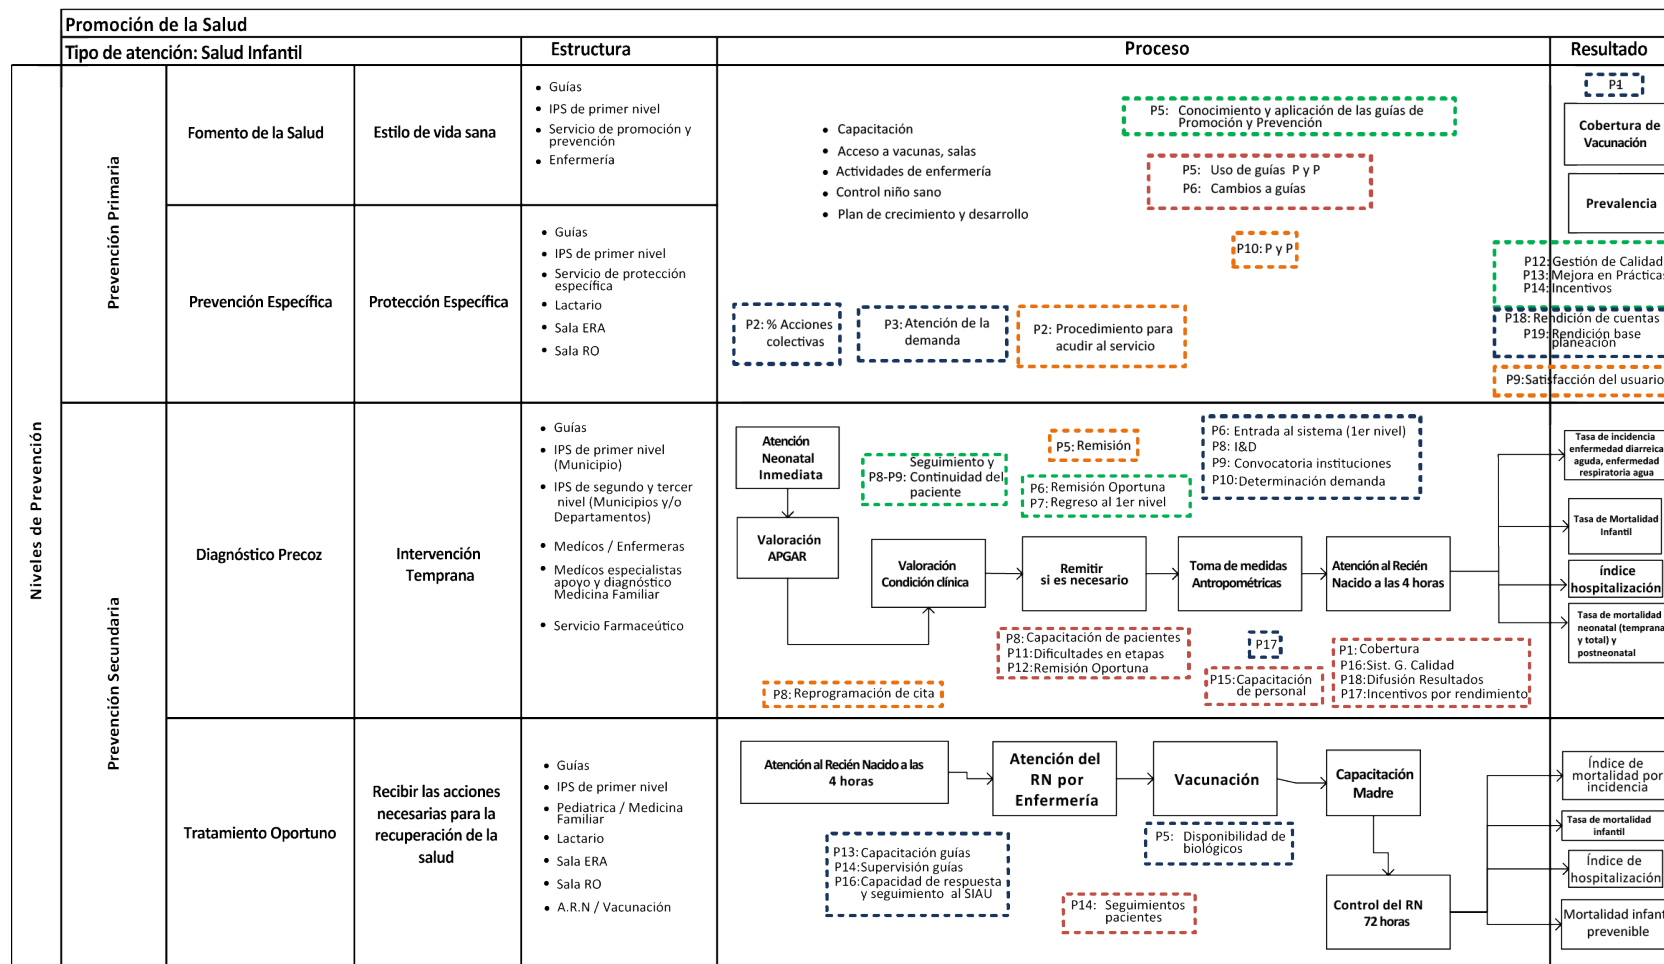 Promoción de la Salud
Tipo de atención: Salud Infantil
Estructura
Proceso
Resultado
Niveles de Prevención
Prevención Primaria
Fomento de la Salud
Estilo de vida sana
• Guías
• IPS de primer nivel
• Servicio de promoción y
prevención
• Enfermería
• Capacitación
• Acceso a vacunas, salas
• Actividades de enfermería
• Control niño sano
• Plan de crecimiento y desarrollo
P5: Conocimiento y aplicación de las guías de
Promoción y Prevención
P5: Uso de guías P y P
P6: Cambios a guías
P10: P y P
P1
Cobertura de
Vacunación
Prevalencia
Prevención Específica
Protección Específica
• Guías
• IPS de primer nivel
• Servicio de protección
específica
• Lactario
• Sala ERA
• Sala RO
P2: % Acciones
colectivas
P3: Atención de la
demanda
P2: Procedimiento para
acudir al servicio
P12: Gestión de Calidad
P13: Mejora en Prácticas
P14: Incentivos
P18: Rendición de cuentas
P19: Rendición base
planeación
P9: Satisfacción del usuario
Prevención Secundaria
Diagnóstico Precoz
Intervención
Temprana
• Guías
• IPS de primer nivel
(Municipio)
• IPS de segundo y tercer
nivel (Municipios y/o
Departamentos)
• Medícos / Enfermeras
• Medícos especialistas
apoyo y diagnóstico
Medicina Familiar
• Servicio Farmaceútico
Atención
Neonatal
Inmediata
Valoración
APGAR
Seguimiento y
P8-P9: Continuidad del
paciente
P5: Remisión
P6: Remisión Oportuna
P7: Regreso al 1er nivel
P6: Entrada al sistema (1er nivel)
P8: I&D
P9: Convocatoria instituciones
P10: Determinación demanda
Valoración
Condición clínica
Remitir
si es necesario
Toma de medidas
Antropométricas
Atención al Recién
Nacido a las 4 horas
P8: Capacitación de pacientes
P11: Dificultades en etapas
P12: Remisión Oportuna
P17
P15: Capacitación
de personal
P1: Cobertura
P16: Sist. G. Calidad
P18: Difusión Resultados
P17: Incentivos por rendimiento
P8: Reprogramación de cita
Tasa de incidencia
enfermedad diarreica
aguda, enfermedad
respiratoria agua
Tasa de Mortalidad
Infantil
índice
hospitalización
Tasa de mortalidad
neonatal (temprana
y total) y
postneonatal
Tratamiento Oportuno
Recibir las acciones
necesarias para la
recuperación de la
salud
• Guías
• IPS de primer nivel
• Pediatrica / Medicina
Familiar
• Lactario
• Sala ERA
• Sala RO
• A.R.N / Vacunación
Atención al Recién Nacido a las
4 horas
Atención del
RN por
Enfermería
Vacunación
Capacitación
Madre
P13: Capacitación guías
P14: Supervisión guías
P16: Capacidad de respuesta
y seguimiento al SIAU
P5: Disponibilidad de
biológicos
P14: Seguimientos
pacientes
Control del RN
72 horas
Índice de
mortalidad por
incidencia
Tasa de mortalidad
infantil
Índice de
hospitalización
Mortalidad infant
prevenible